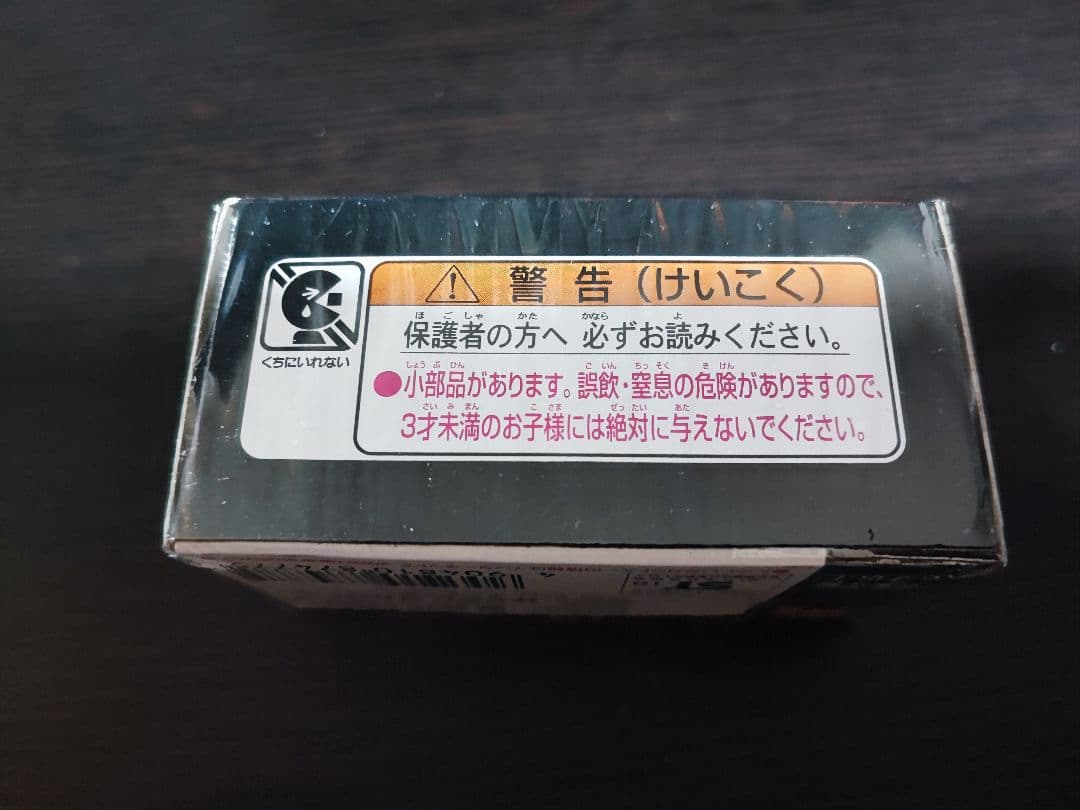 警告（けいこく）
保護者の方へ 必ずお読みください。
くちにいれない
●小部品があります。誤飲・窒息の危険がありますので、
3才未満のお子様には絶対に与えないでください。